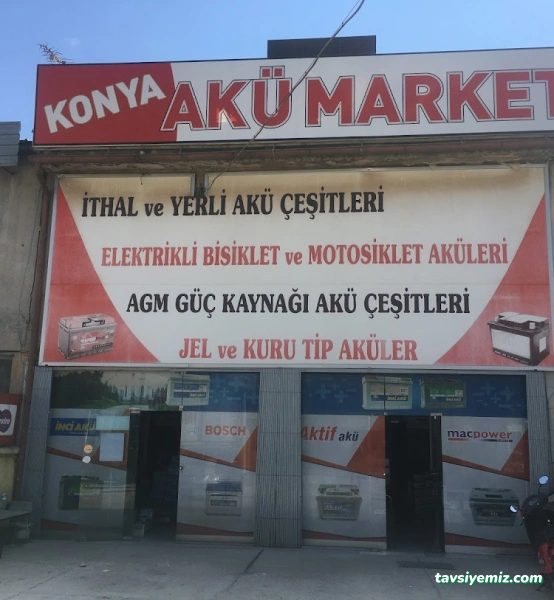 KONYA AKÜ MARKET
İTHAL ve YERLİ AKÜ ÇEŞİTLERİ
ELEKTRİKLİ BİSİKLET ve MOTOSİKLET AKÜLERİ
AGM GÜÇ KAYNAĞI AKÜ ÇEŞİTLERİ
JEL ve KURU TİP AKÜLER
İNCİ AKÜ
BOSCH
Aktif akü
macpower
tavsiyemiz.com